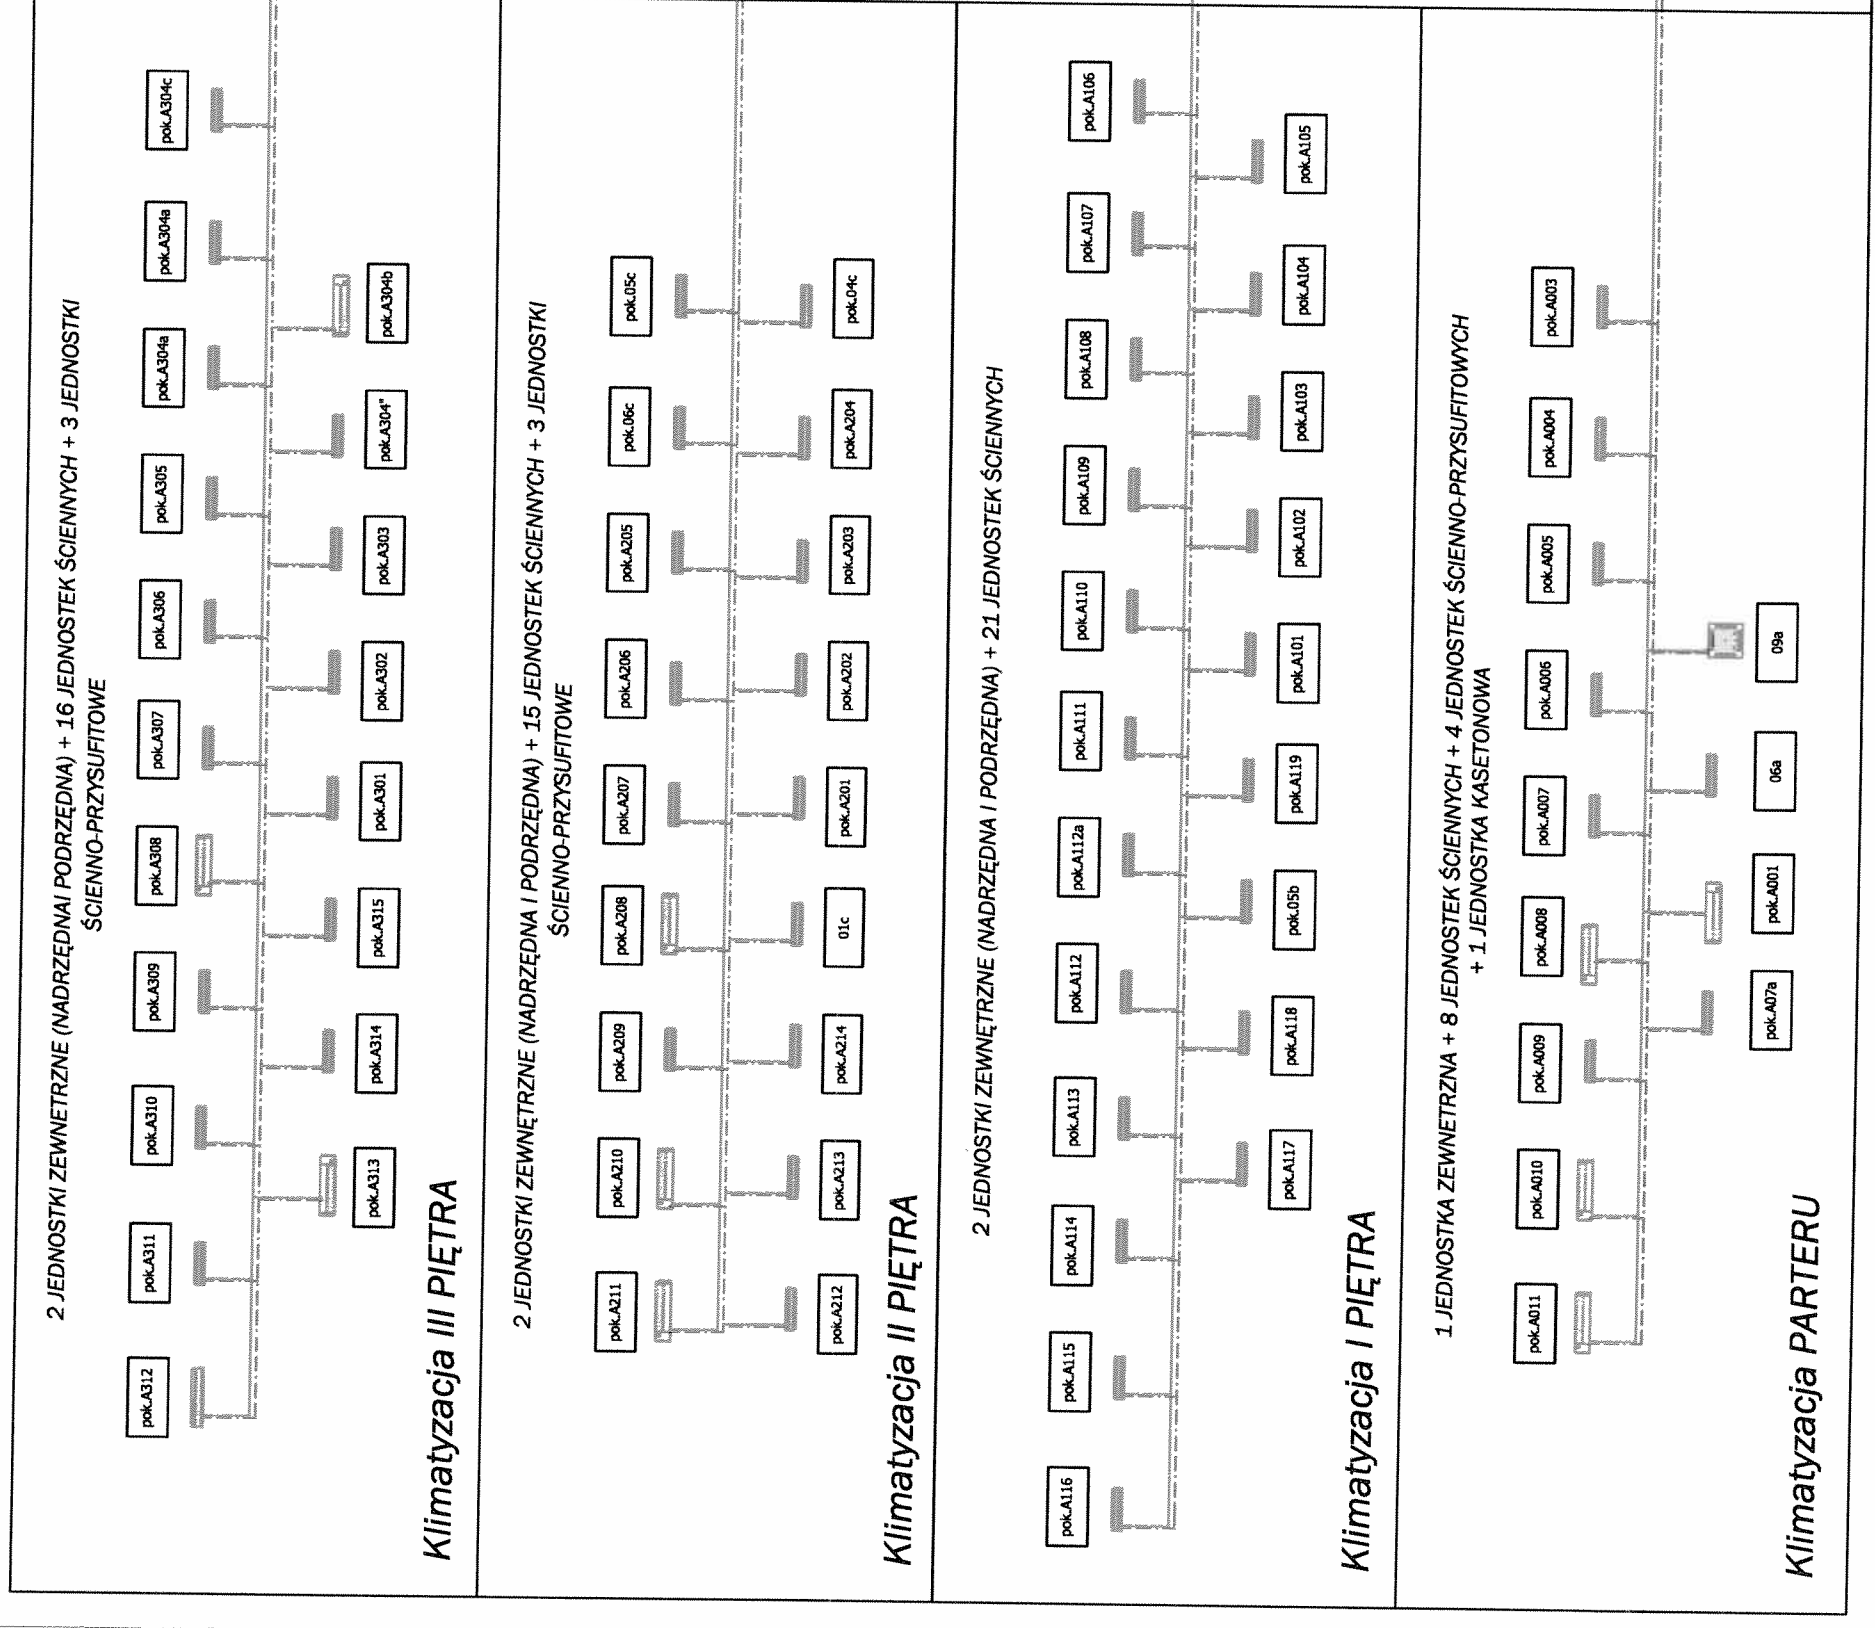 2 JEDNOSTKI ZEWNETRZNE (NADRZĘDNAI PODRZĘDNA) + 16 JEDNOSTEK ŚCIENNYCH + 3 JEDNOSTKI
ŚCIENNO-PRZYSUFITOWE
pok.A312
pok.A311
pok.A310
pok.A309
pok.A308
pok.A307
pok.A306
pok.A305
pok.A304a
pok.A304a
pok.A304c
pok.A313
pok.A314
pok.A315
pok.A301
pok.A302
pok.A303
pok.A304"
pok.A304b
Klimatyzacja III PIĘTRA
2 JEDNOSTKI ZEWNĘTRZNE (NADRZĘDNA I PODRZĘDNA) + 15 JEDNOSTEK ŚCIENNYCH + 3 JEDNOSTKI
ŚCIENNO-PRZYSUFITOWE
pok.A211
pok.A210
pok.A209
pok.A208
pok.A207
pok.A206
pok.A205
pok.06c
pok.05c
pok.A212
pok.A213
pok.A214
01c
pok.A201
pok.A202
pok.A203
pok.A204
pok.04c
Klimatyzacja II PIĘTRA
2 JEDNOSTKI ZEWNĘTRZNE (NADRZĘDNA I PODRZĘDNA) + 21 JEDNOSTEK ŚCIENNYCH
pok.A116
pok.A115
pok.A114
pok.A113
pok.A112
pok.A112a
pok.A111
pok.A110
pok.A109
pok.A108
pok.A107
pok.A106
pok.A117
pok.A118
pok.05b
pok.A119
pok.A101
pok.A102
pok.A103
pok.A104
pok.A105
Klimatyzacja I PIĘTRA
1 JEDNOSTKA ZEWNĘTRZNA + 8 JEDNOSTEK ŚCIENNYCH + 4 JEDNOSTEK ŚCIENNO-PRZYSUFITOWYCH
+ 1 JEDNOSTKA KASETONOWA
pok.A011
pok.A010
pok.A009
pok.A008
pok.A007
pok.A006
pok.A005
pok.A004
pok.A003
pok.A07a
pok.A001
06a
09a
Klimatyzacja PARTERU